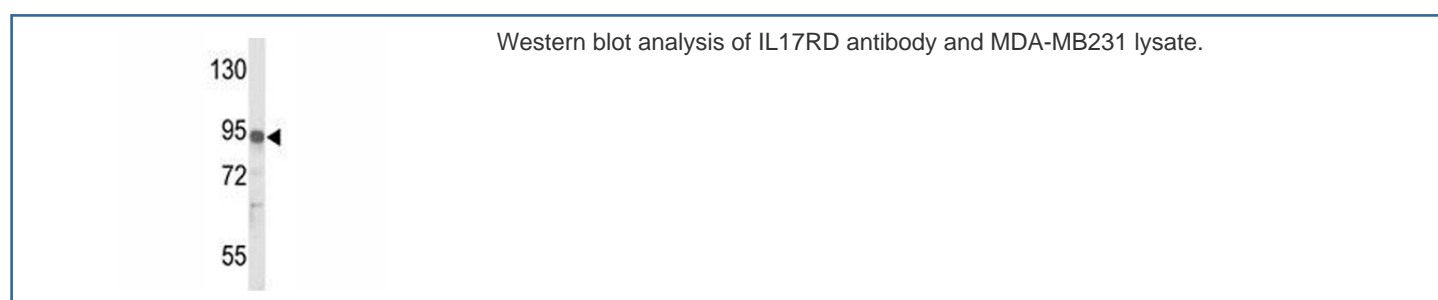 Western blot analysis of IL17RD antibody and MDA-MB231 lysate.
130
95
72
55